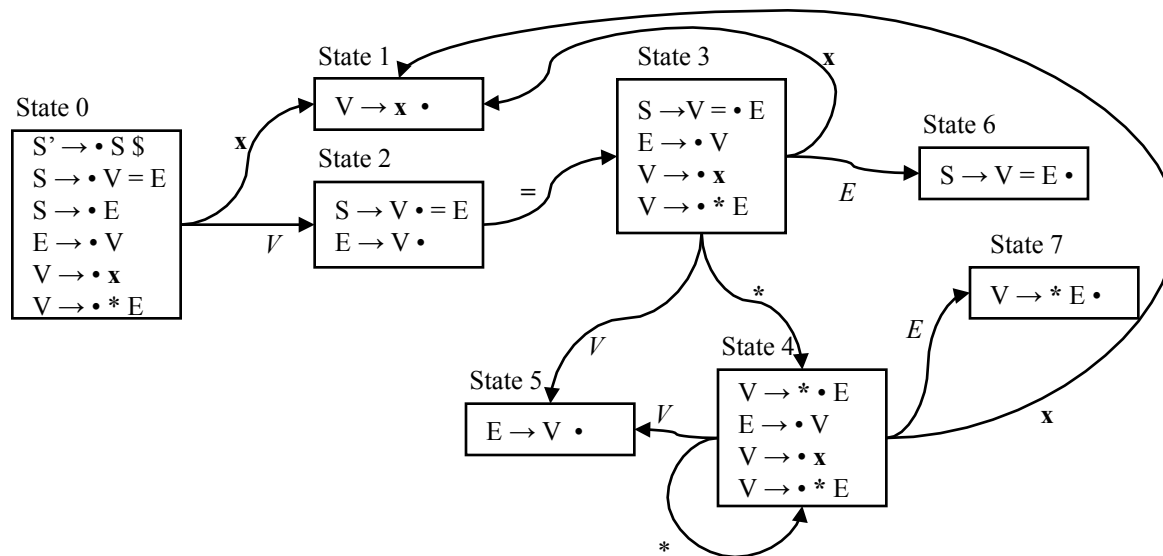 State 0
S’ → • S $
S → • V = E
S → • E
E → • V
V → • x
V → • * E
x
V
State 1
V → x •
State 2
S → V • = E
E → V •
=
State 3
S →V = • E
E → • V
V → • x
V → • * E
x
E
State 6
S → V = E •
V
*
State 5
E → V •
State 4
V → * • E
E → • V
V → • x
V → • * E
V
*
E
x
State 7
V → * E •